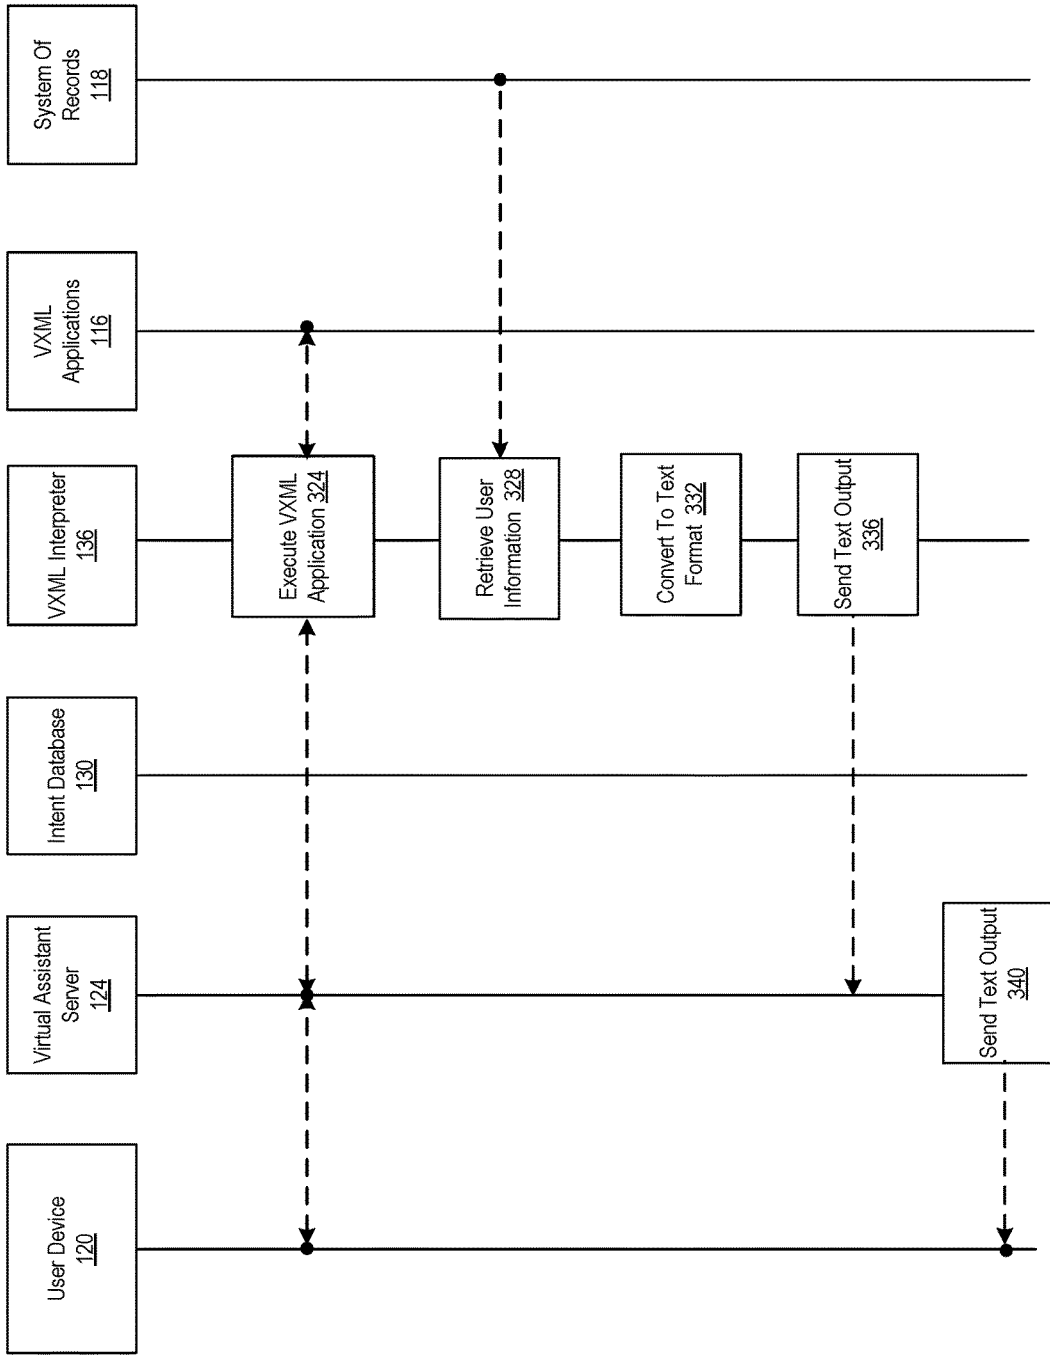 User Device
120
Virtual Assistant
Server
124
Intent Database
130
VXML Interpreter
136
VXML
Applications
116
System Of
Records
118
Execute VXML
Application 324
Retrieve User
Information 328
Convert To Text
Format 332
Send Text Output
336
Send Text Output
340